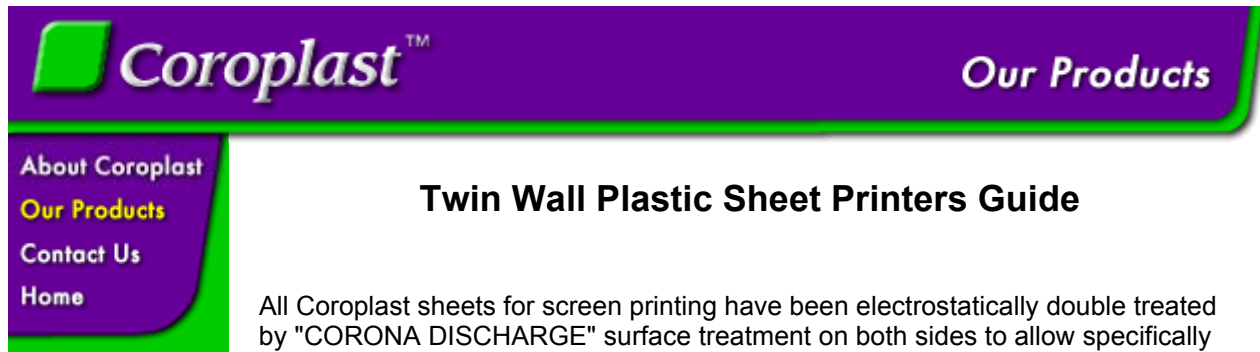 Coroplast™
Our Products
About Coroplast
Our Products
Contact Us
Home
Twin Wall Plastic Sheet Printers Guide
All Coroplast sheets for screen printing have been electrostatically double treated
by "CORONA DISCHARGE" surface treatment on both sides to allow specifically